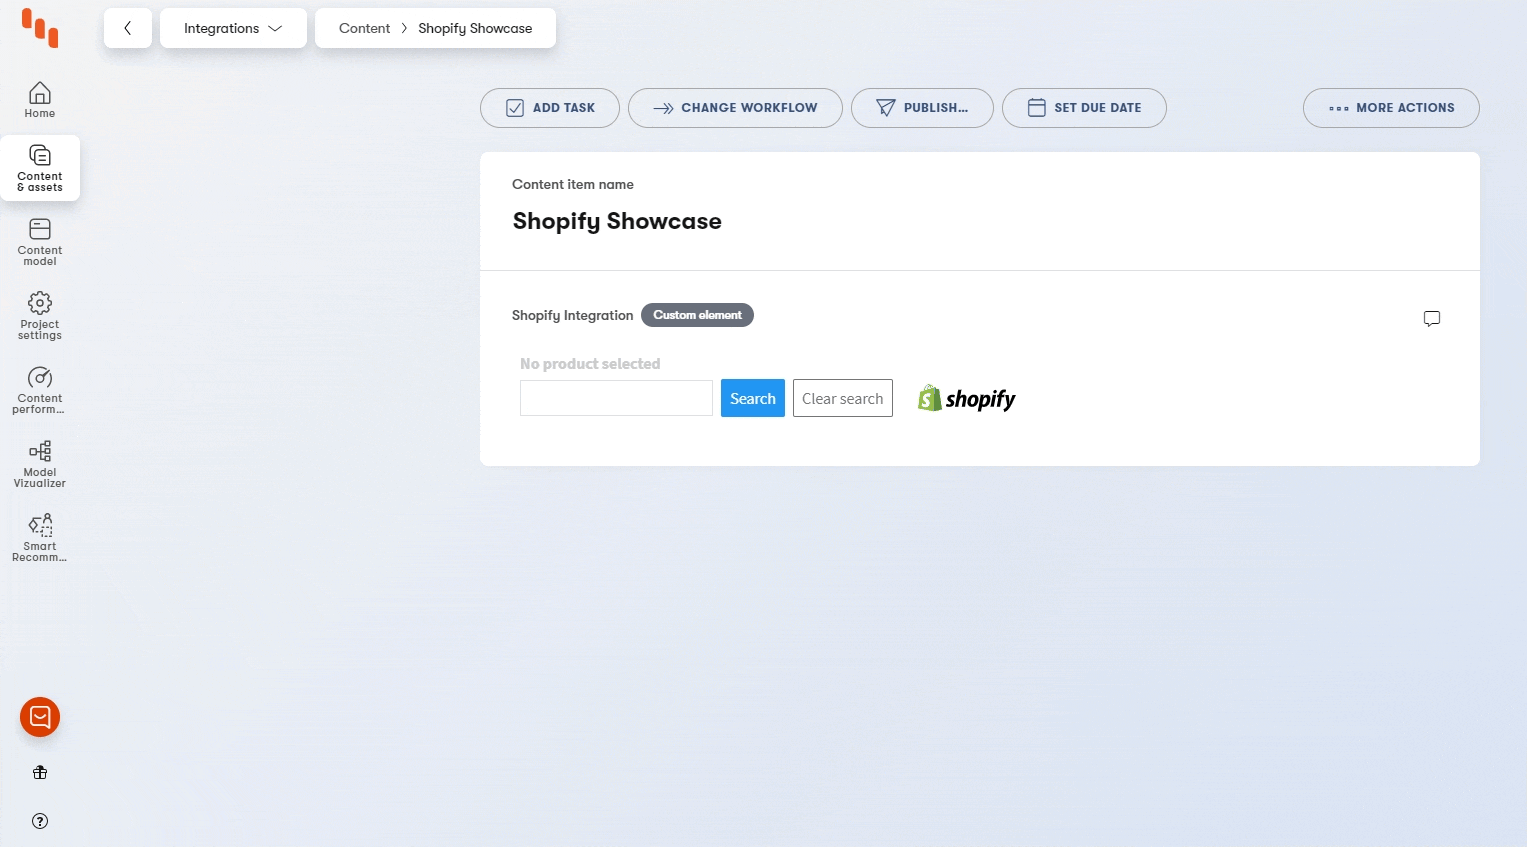 Integrations
Content > Shopify Showcase
Home
Content
& assets
Content
model
Project
settings
Content
perform...
Model
Vizualizer
Smart
Recomm...
ADD TASK
CHANGE WORKFLOW
PUBLISH...
SET DUE DATE
MORE ACTIONS
Content item name
Shopify Showcase
Shopify Integration
Custom element
No product selected
Search
Clear search
shopify